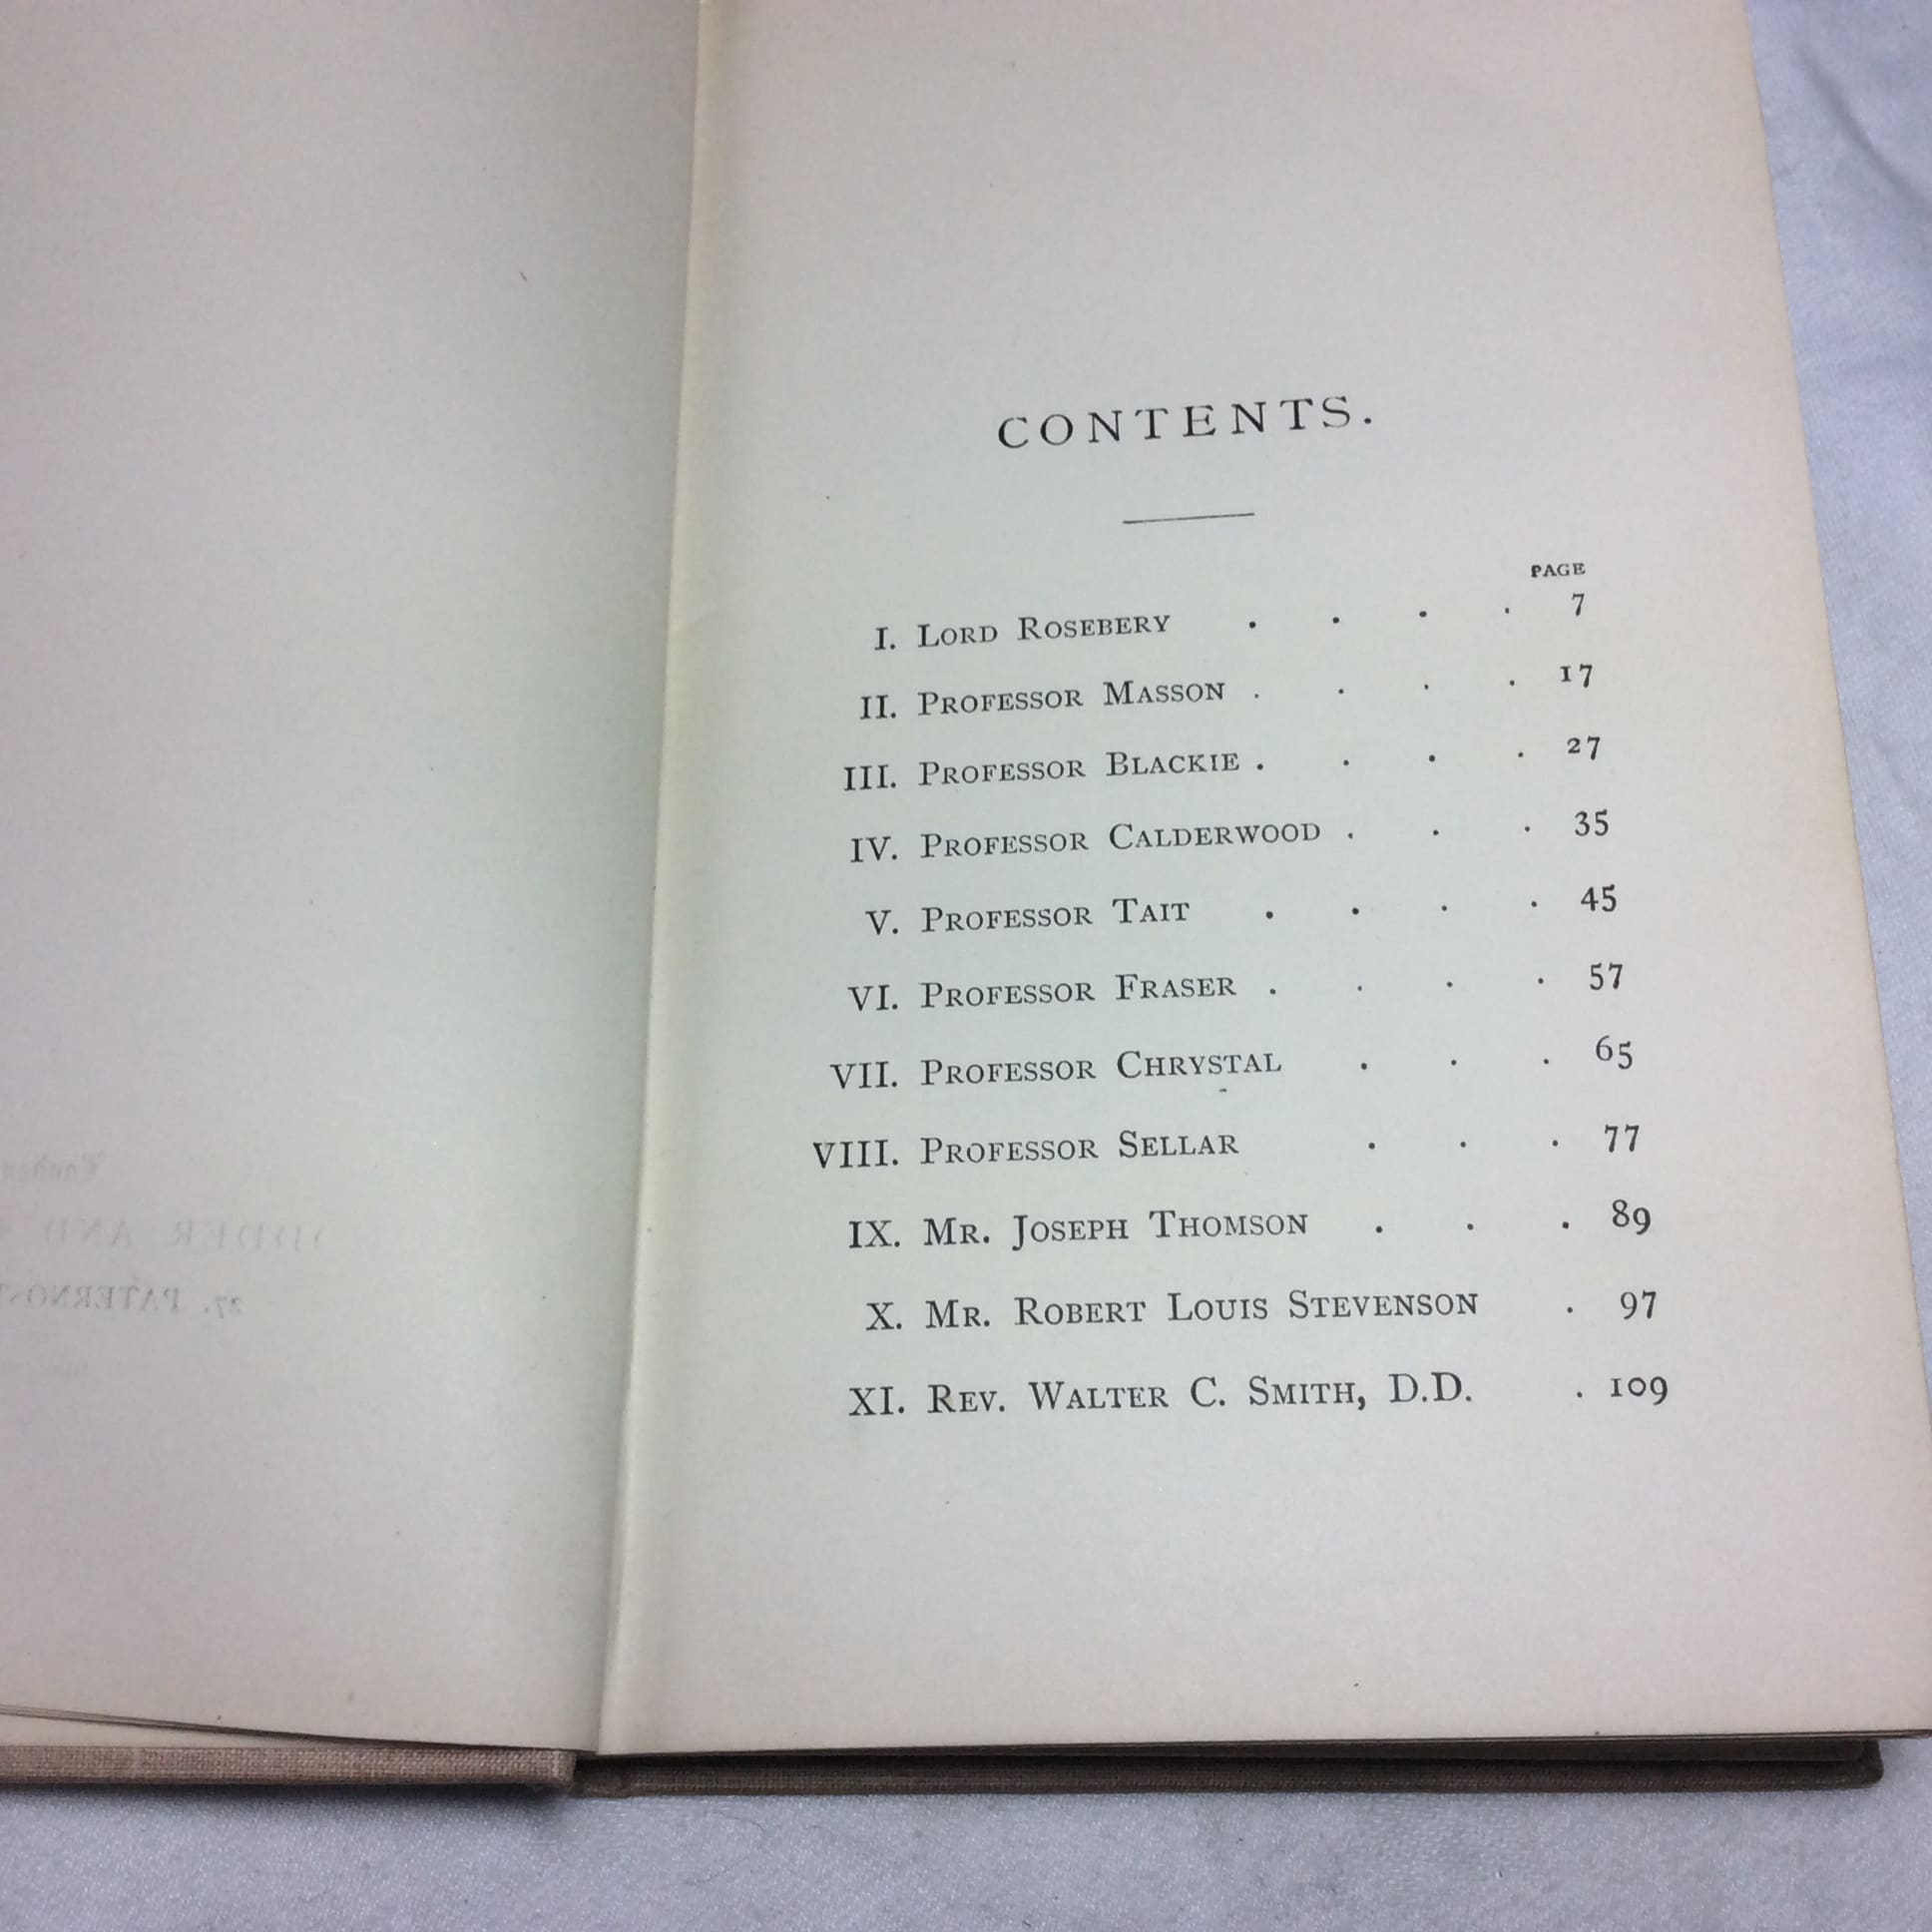 CONTENTS.
PAGE
I. LORD ROSEBERY . . . . 7
II. PROFESSOR MASSON . . . . 17
III. PROFESSOR BLACKIE . . . . 27
IV. PROFESSOR CALDERWOOD . . . 35
V. PROFESSOR TAIT . . . . 45
VI. PROFESSOR FRASER . . . . 57
VII. PROFESSOR CHRYSTAL . . . 65
VIII. PROFESSOR SELLAR . . . 77
IX. MR. JOSEPH THOMSON . . . 89
X. MR. ROBERT LOUIS STEVENSON . 97
XI. REV. WALTER C. SMITH, D.D. . 109